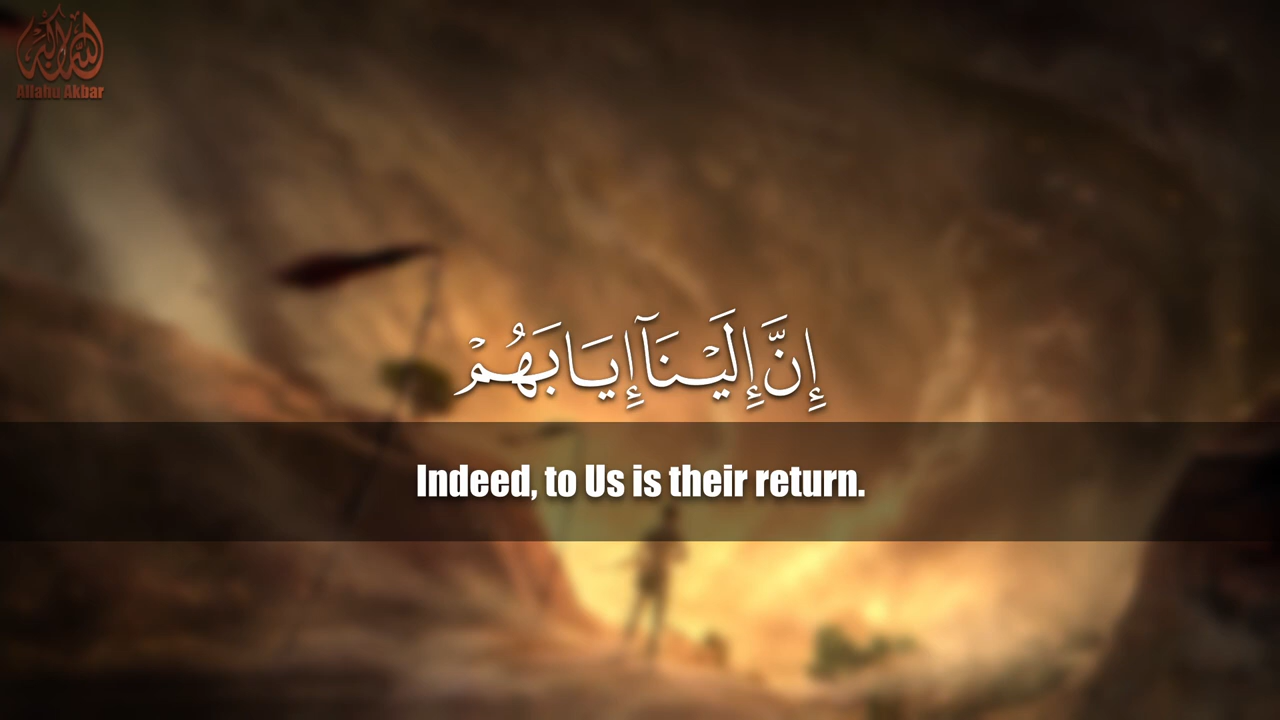 الله أكبر
Allahu Akbar
إِنَّ إِلَيْنَآ إِيَابَهُمْ
Indeed, to Us is their return.